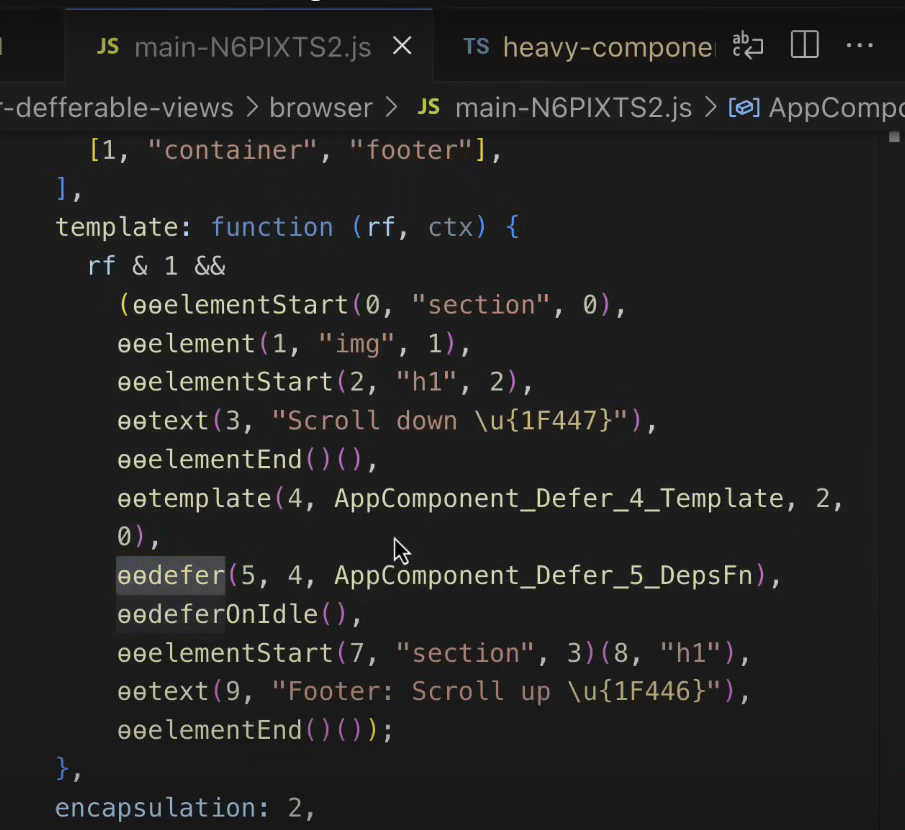 JS main-N6PIXTS2.js × TS heavy-compone
r-defferable-views > browser > JS main-N6PIXTS2.js > AppCompo
[1, "container", "footer"],
],
template: function (rf, ctx) {
rf & 1 &&
(ɵɵelementStart(0, "section", 0),
ɵɵelement(1, "img", 1),
ɵɵelementStart(2, "h1", 2),
ɵɵtext(3, "Scroll down \u{1F447}"),
ɵɵelementEnd()(),
ɵɵtemplate(4, AppComponent_Defer_4_Template, 2,
0),
ɵɵdefer(5, 4, AppComponent_Defer_5_DepsFn),
ɵɵdeferOnIdle(),
ɵɵelementStart(7, "section", 3)(8, "h1"),
ɵɵtext(9, "Footer: Scroll up \u{1F446}"),
ɵɵelementEnd()());
},
encapsulation: 2,